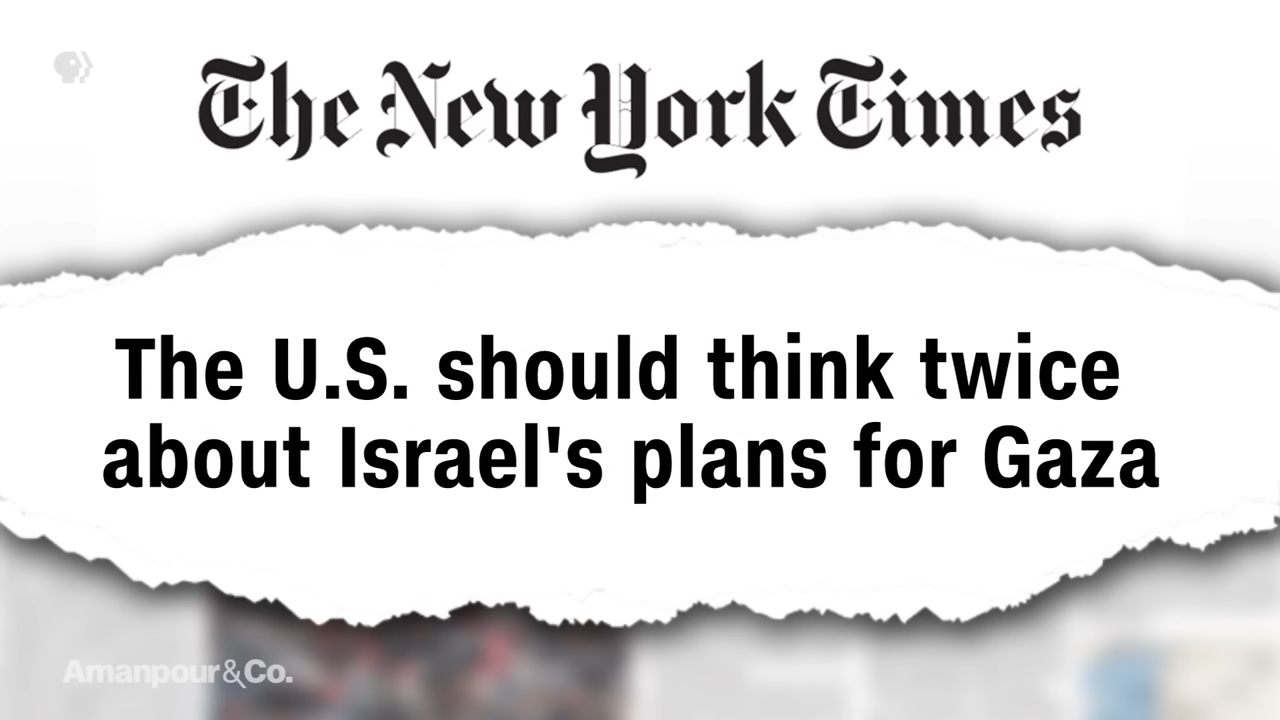 The New York Times
The U.S. should think twice
about Israel's plans for Gaza
Amanpour&Co.